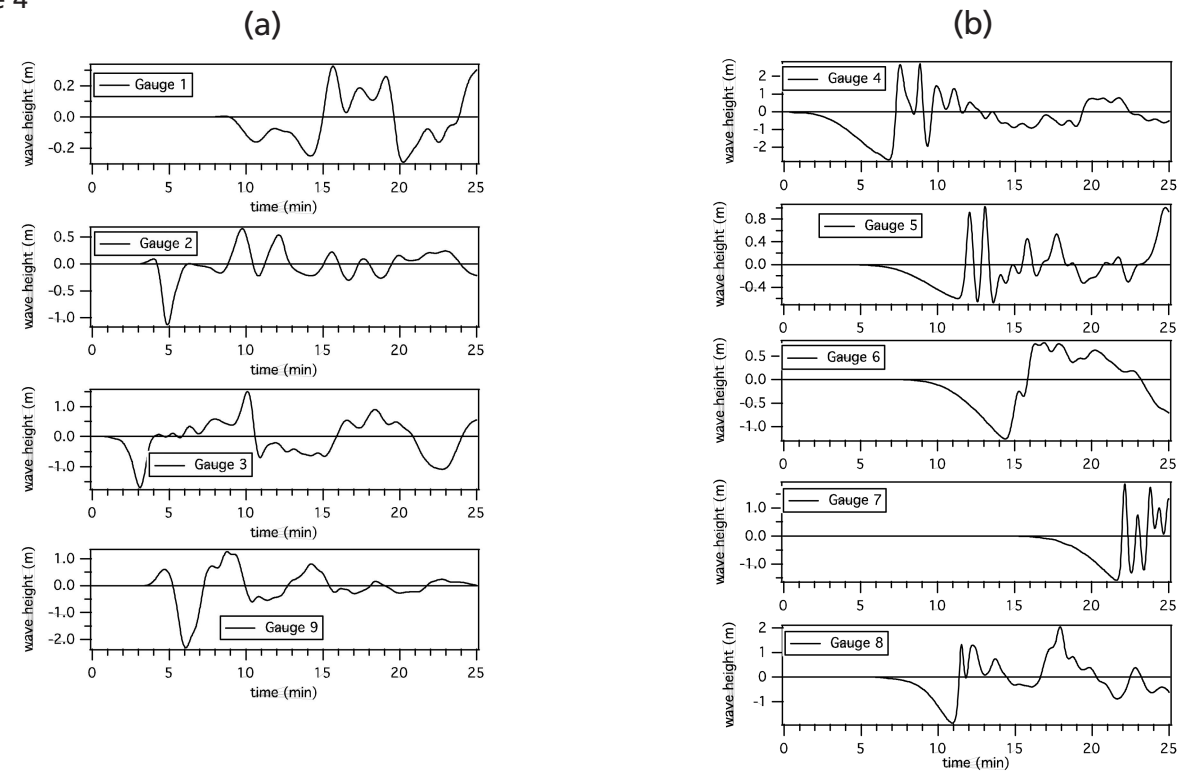 e 4
(a)
wave height (m)
0.2
0.0
-0.2
Gauge 1
0 5 10 15 20 25
time (min)
wave height (m)
0.5
0.0
-0.5
-1.0
Gauge 2
0 5 10 15 20 25
time (min)
wave height (m)
1.0
0.0
-1.0
Gauge 3
0 5 10 15 20 25
time (min)
wave height (m)
1.0
0.0
-1.0
-2.0
Gauge 9
0 5 10 15 20 25
time (min)
(b)
wave height (m)
2
1
0
-1
-2
Gauge 4
0 5 10 15 20 25
wave height (m)
0.8
0.4
0.0
-0.4
Gauge 5
0 5 10 15 20 25
wave height (m)
0.5
0.0
-0.5
-1.0
Gauge 6
0 5 10 15 20 25
wave height (m)
1.0
0.0
-1.0
Gauge 7
0 5 10 15 20 25
wave height (m)
2
1
0
-1
Gauge 8
0 5 10 15 20 25
time (min)